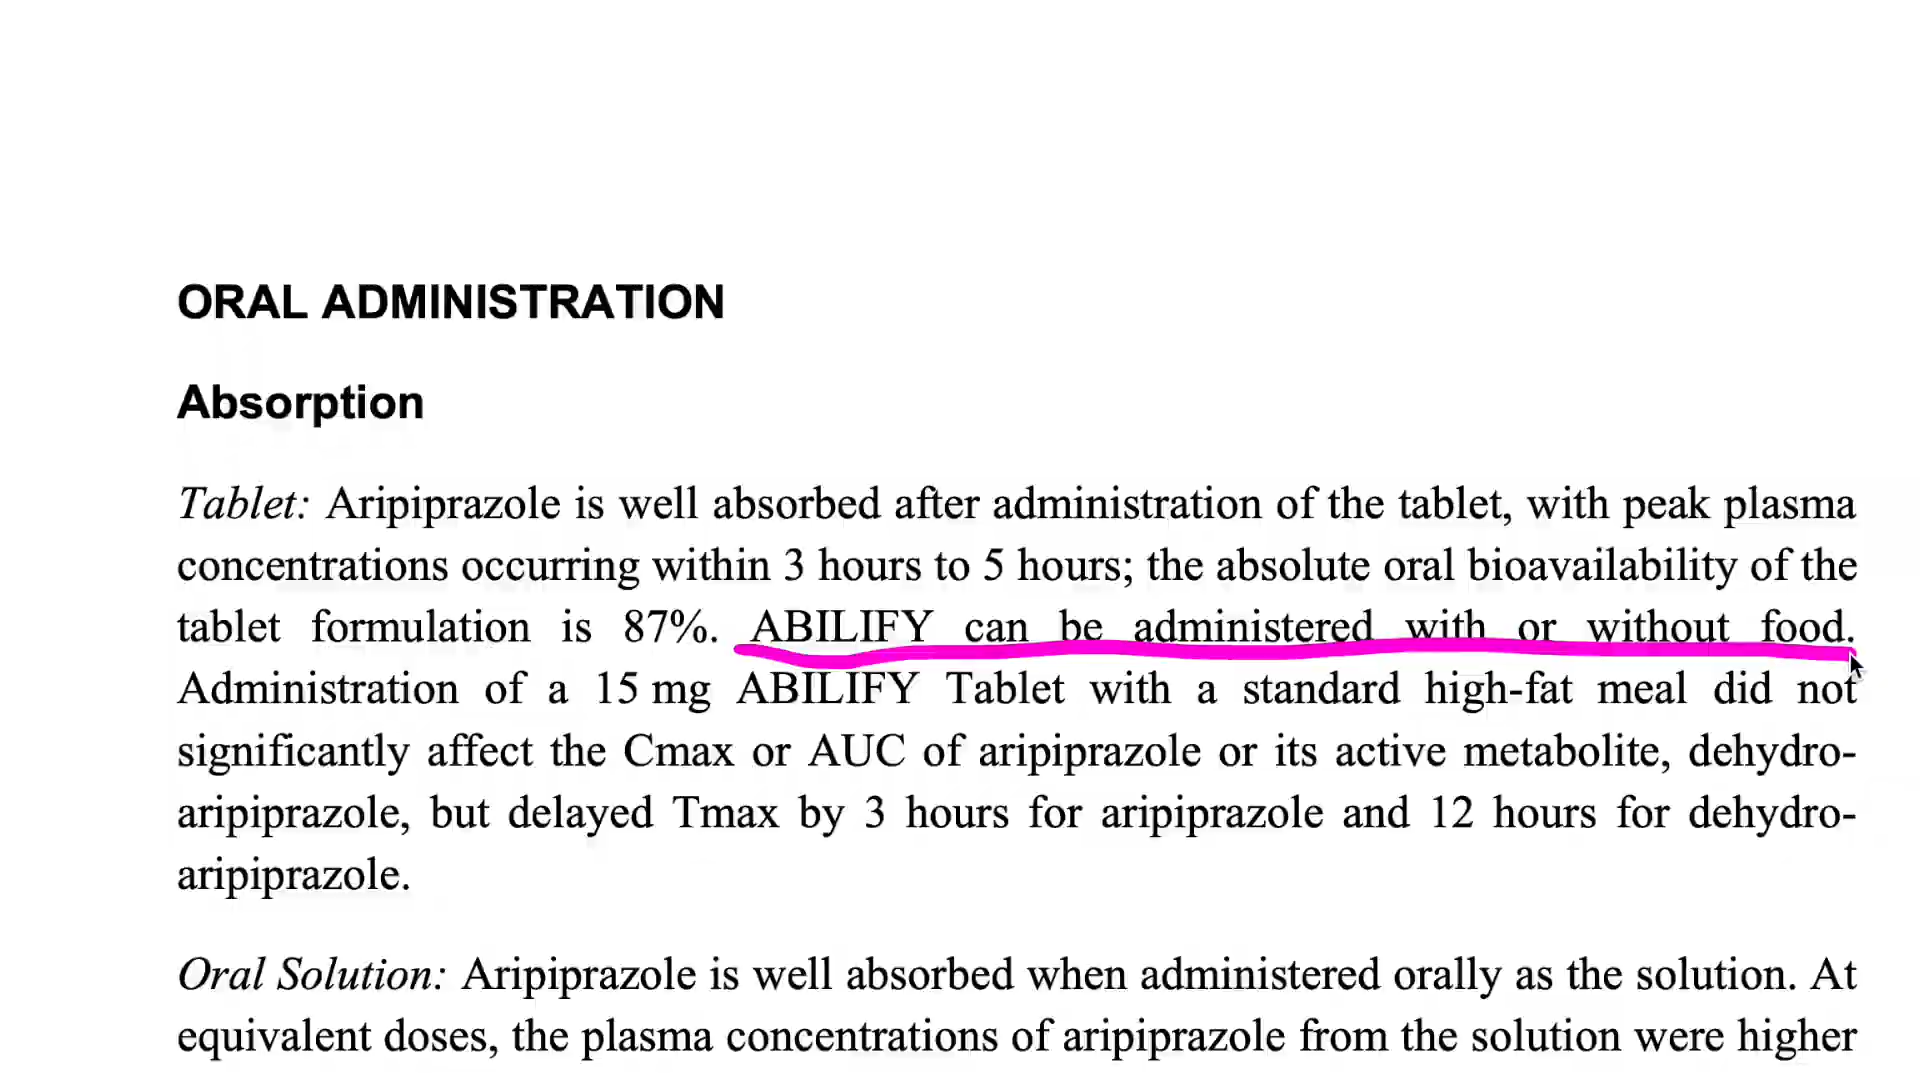 ORAL ADMINISTRATION
Absorption
Tablet: Aripiprazole is well absorbed after administration of the tablet, with peak plasma
concentrations occurring within 3 hours to 5 hours; the absolute oral bioavailability of the
tablet formulation is 87%. ABILIFY can be administered with or without food.
Administration of a 15 mg ABILIFY Tablet with a standard high-fat meal did not
significantly affect the Cmax or AUC of aripiprazole or its active metabolite, dehydro-
aripiprazole, but delayed Tmax by 3 hours for aripiprazole and 12 hours for dehydro-
aripiprazole.
Oral Solution: Aripiprazole is well absorbed when administered orally as the solution. At
equivalent doses, the plasma concentrations of aripiprazole from the solution were higher